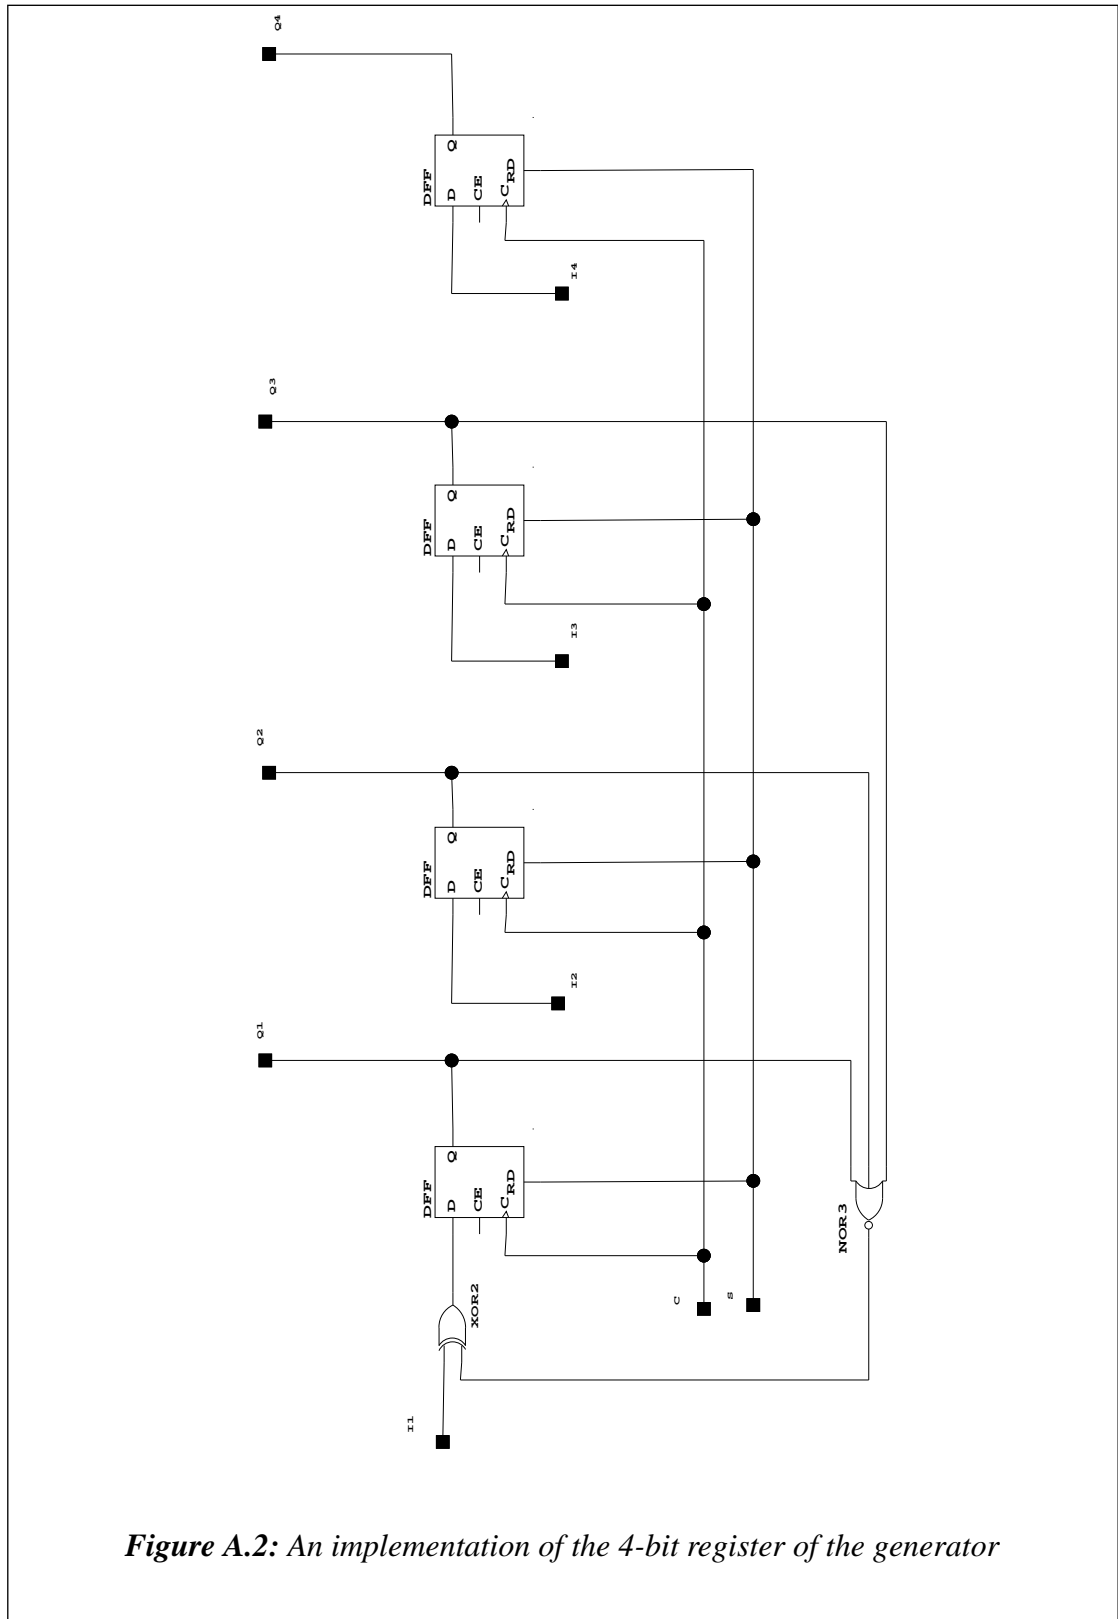 Q4
DFF
D
Q
CE
C
RD
I4
Q3
DFF
D
Q
CE
C
RD
I3
Q2
DFF
D
Q
CE
C
RD
I2
Q1
DFF
D
Q
CE
C
RD
NOR3
XOR2
C
S
I1
Figure A.2: An implementation of the 4-bit register of the generator